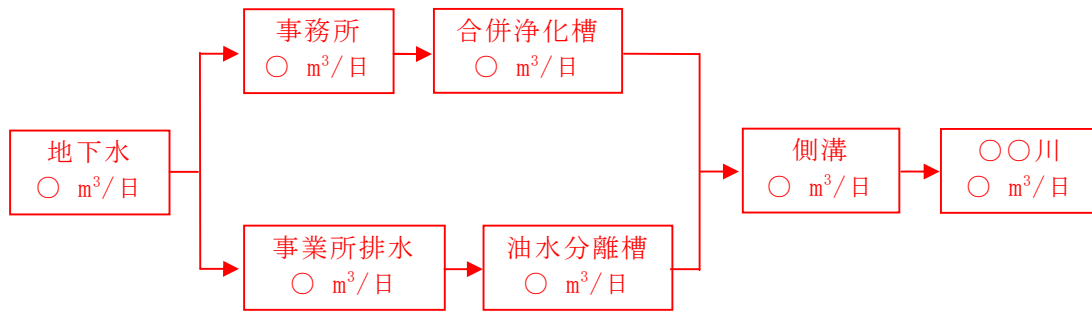 事務所
○ m³/日
合併浄化槽
○ m³/日
地下水
○ m³/日
側溝
○ m³/日
○○川
○ m³/日
事業所排水
○ m³/日
油水分離槽
○ m³/日